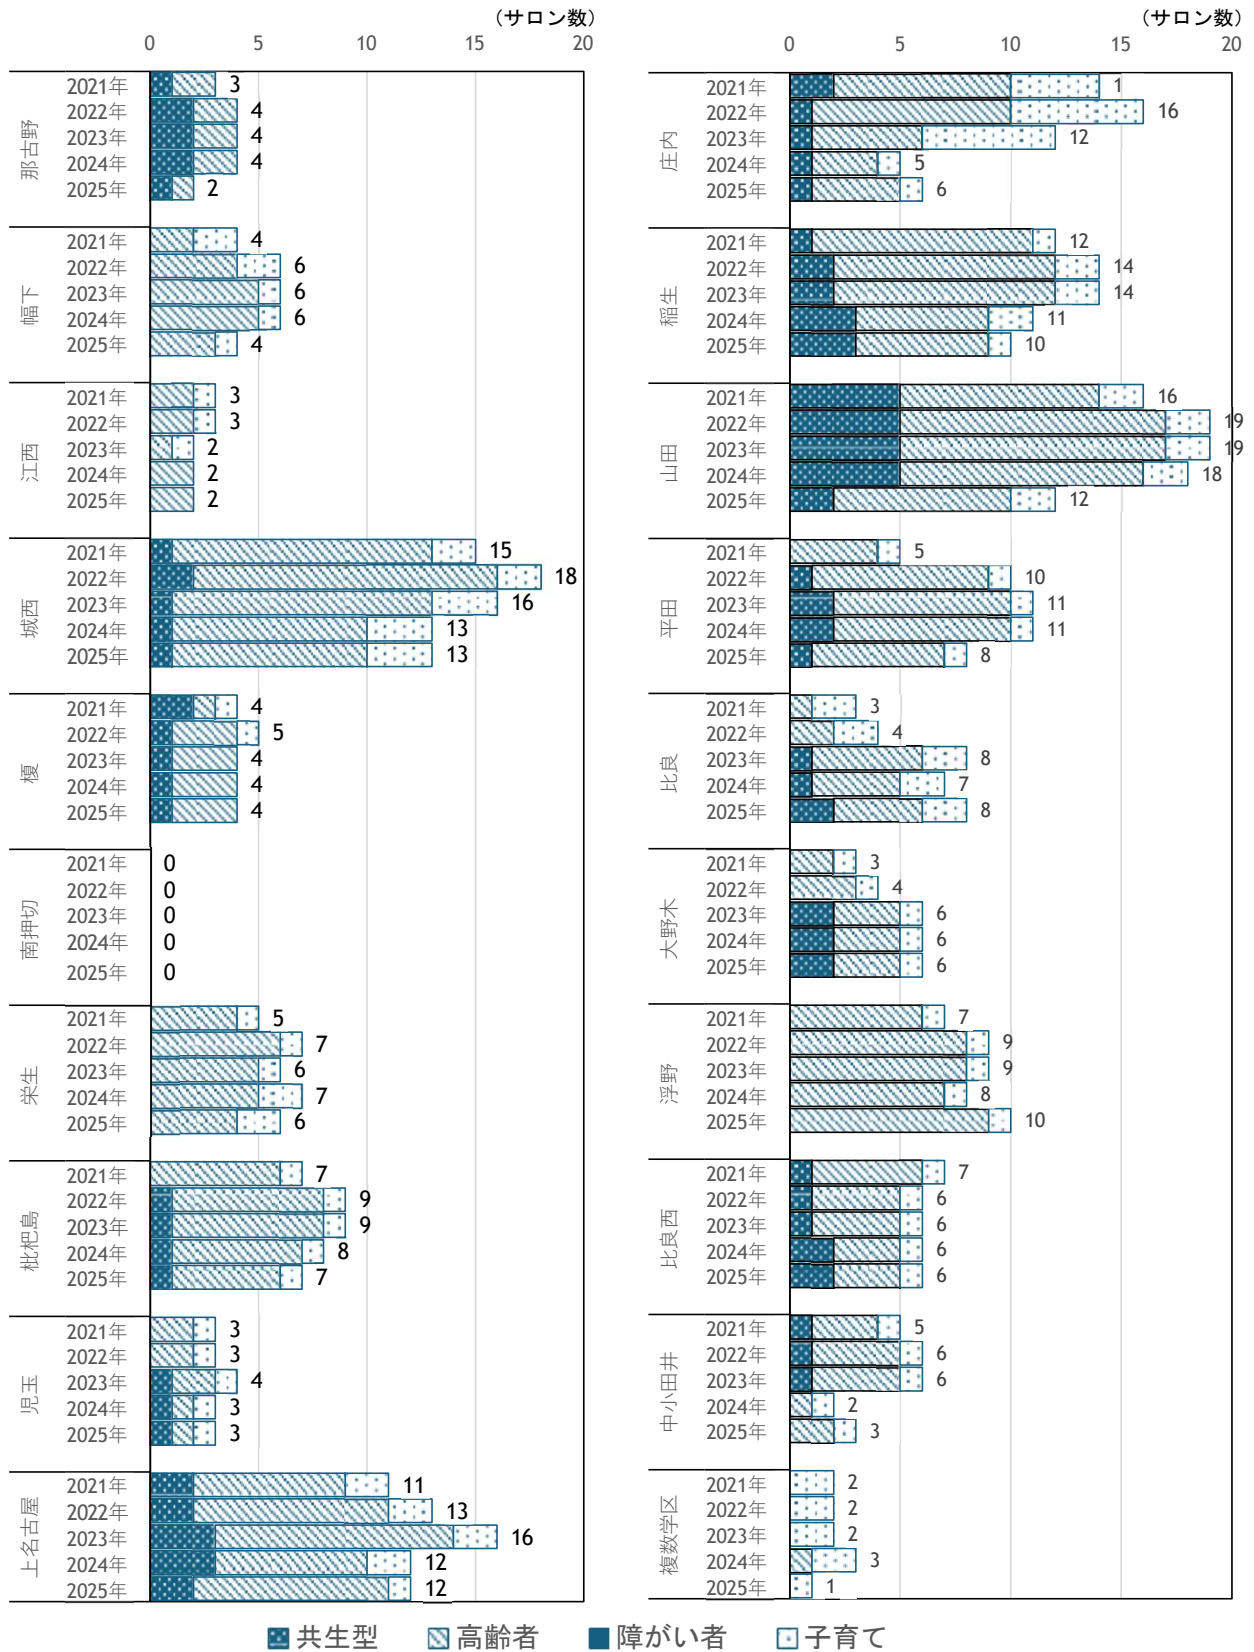 (サロン数)
0 5 10 15 20
那古野
2021年 3
2022年 4
2023年 4
2024年 4
2025年 2
幅下
2021年 4
2022年 6
2023年 6
2024年 6
2025年 4
江西
2021年 3
2022年 3
2023年 2
2024年 2
2025年 2
城西
2021年 15
2022年 18
2023年 16
2024年 13
2025年 13
榎
2021年 4
2022年 5
2023年 4
2024年 4
2025年 4
南押切
2021年 0
2022年 0
2023年 0
2024年 0
2025年 0
栄生
2021年 5
2022年 7
2023年 6
2024年 7
2025年 6
枇杷島
2021年 7
2022年 9
2023年 9
2024年 8
2025年 7
児玉
2021年 3
2022年 3
2023年 4
2024年 3
2025年 3
上名古屋
2021年 11
2022年 13
2023年 16
2024年 12
2025年 12
(サロン数)
0 5 10 15 20
庄内
2021年 1
2022年 16
2023年 12
2024年 5
2025年 6
稲生
2021年 12
2022年 14
2023年 14
2024年 11
2025年 10
山田
2021年 16
2022年 19
2023年 19
2024年 18
2025年 12
平田
2021年 5
2022年 10
2023年 11
2024年 11
2025年 8
比良
2021年 3
2022年 4
2023年 8
2024年 7
2025年 8
大野木
2021年 3
2022年 4
2023年 6
2024年 6
2025年 6
浮野
2021年 7
2022年 9
2023年 9
2024年 8
2025年 10
比良西
2021年 7
2022年 6
2023年 6
2024年 6
2025年 6
中小田井
2021年 5
2022年 6
2023年 6
2024年 2
2025年 3
複数学区
2021年 2
2022年 2
2023年 2
2024年 3
2025年 1
共生型 高齢者 障がい者 子育て